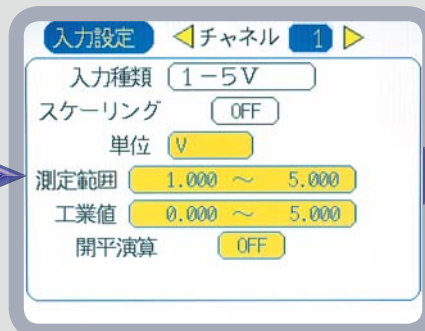 入力設定 チャネル 1
入力種類 1－5V
スケーリング OFF
単位 V
測定範囲 1.000 ～ 5.000
工業値 0.000 ～ 5.000
開平演算 OFF